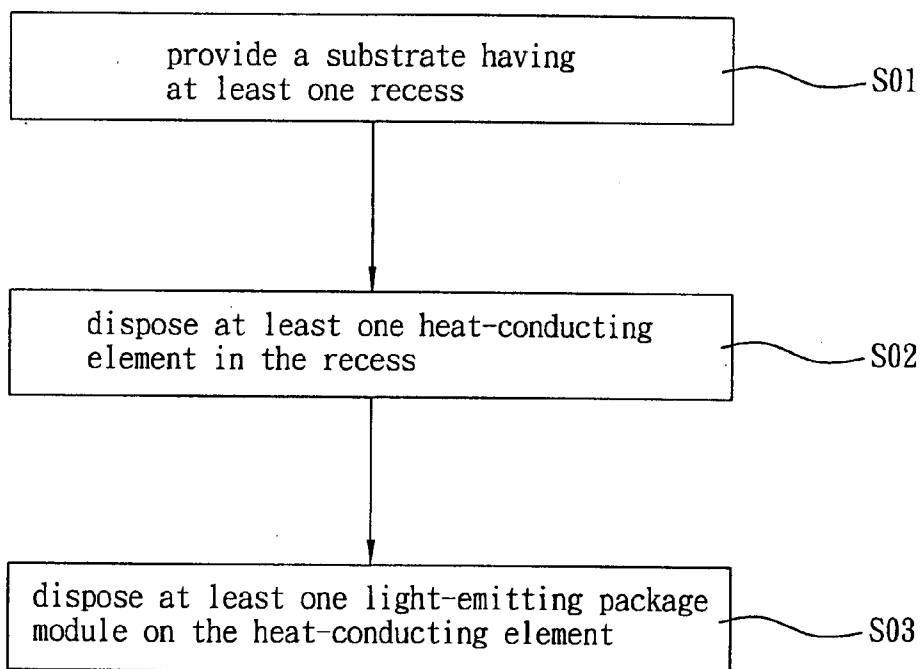 provide a substrate having
at least one recess
S01
dispose at least one heat-conducting
element in the recess
S02
dispose at least one light-emitting package
module on the heat-conducting element
S03